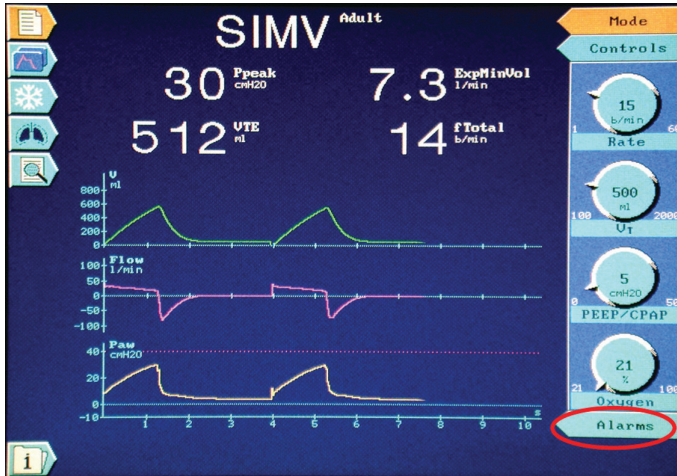 SIMV Adult
30 Ppeak cmH2O
7.3 ExpMinVol l/min
512 VTE ml
14 fTotal b/min
V
ml
800
600
400
200
0
Flow
l/min
100
50
0
-50
-100
Paw
cmH2O
40
20
0
-10
1 2 3 4 5 6 7 8 9 10 s
i
Mode
Controls
15
b/min
1 60
Rate
500
ml
100 2000
VT
5
cmH2O
0 50
PEEP/CPAP
21
%
21 100
Oxygen
Alarms